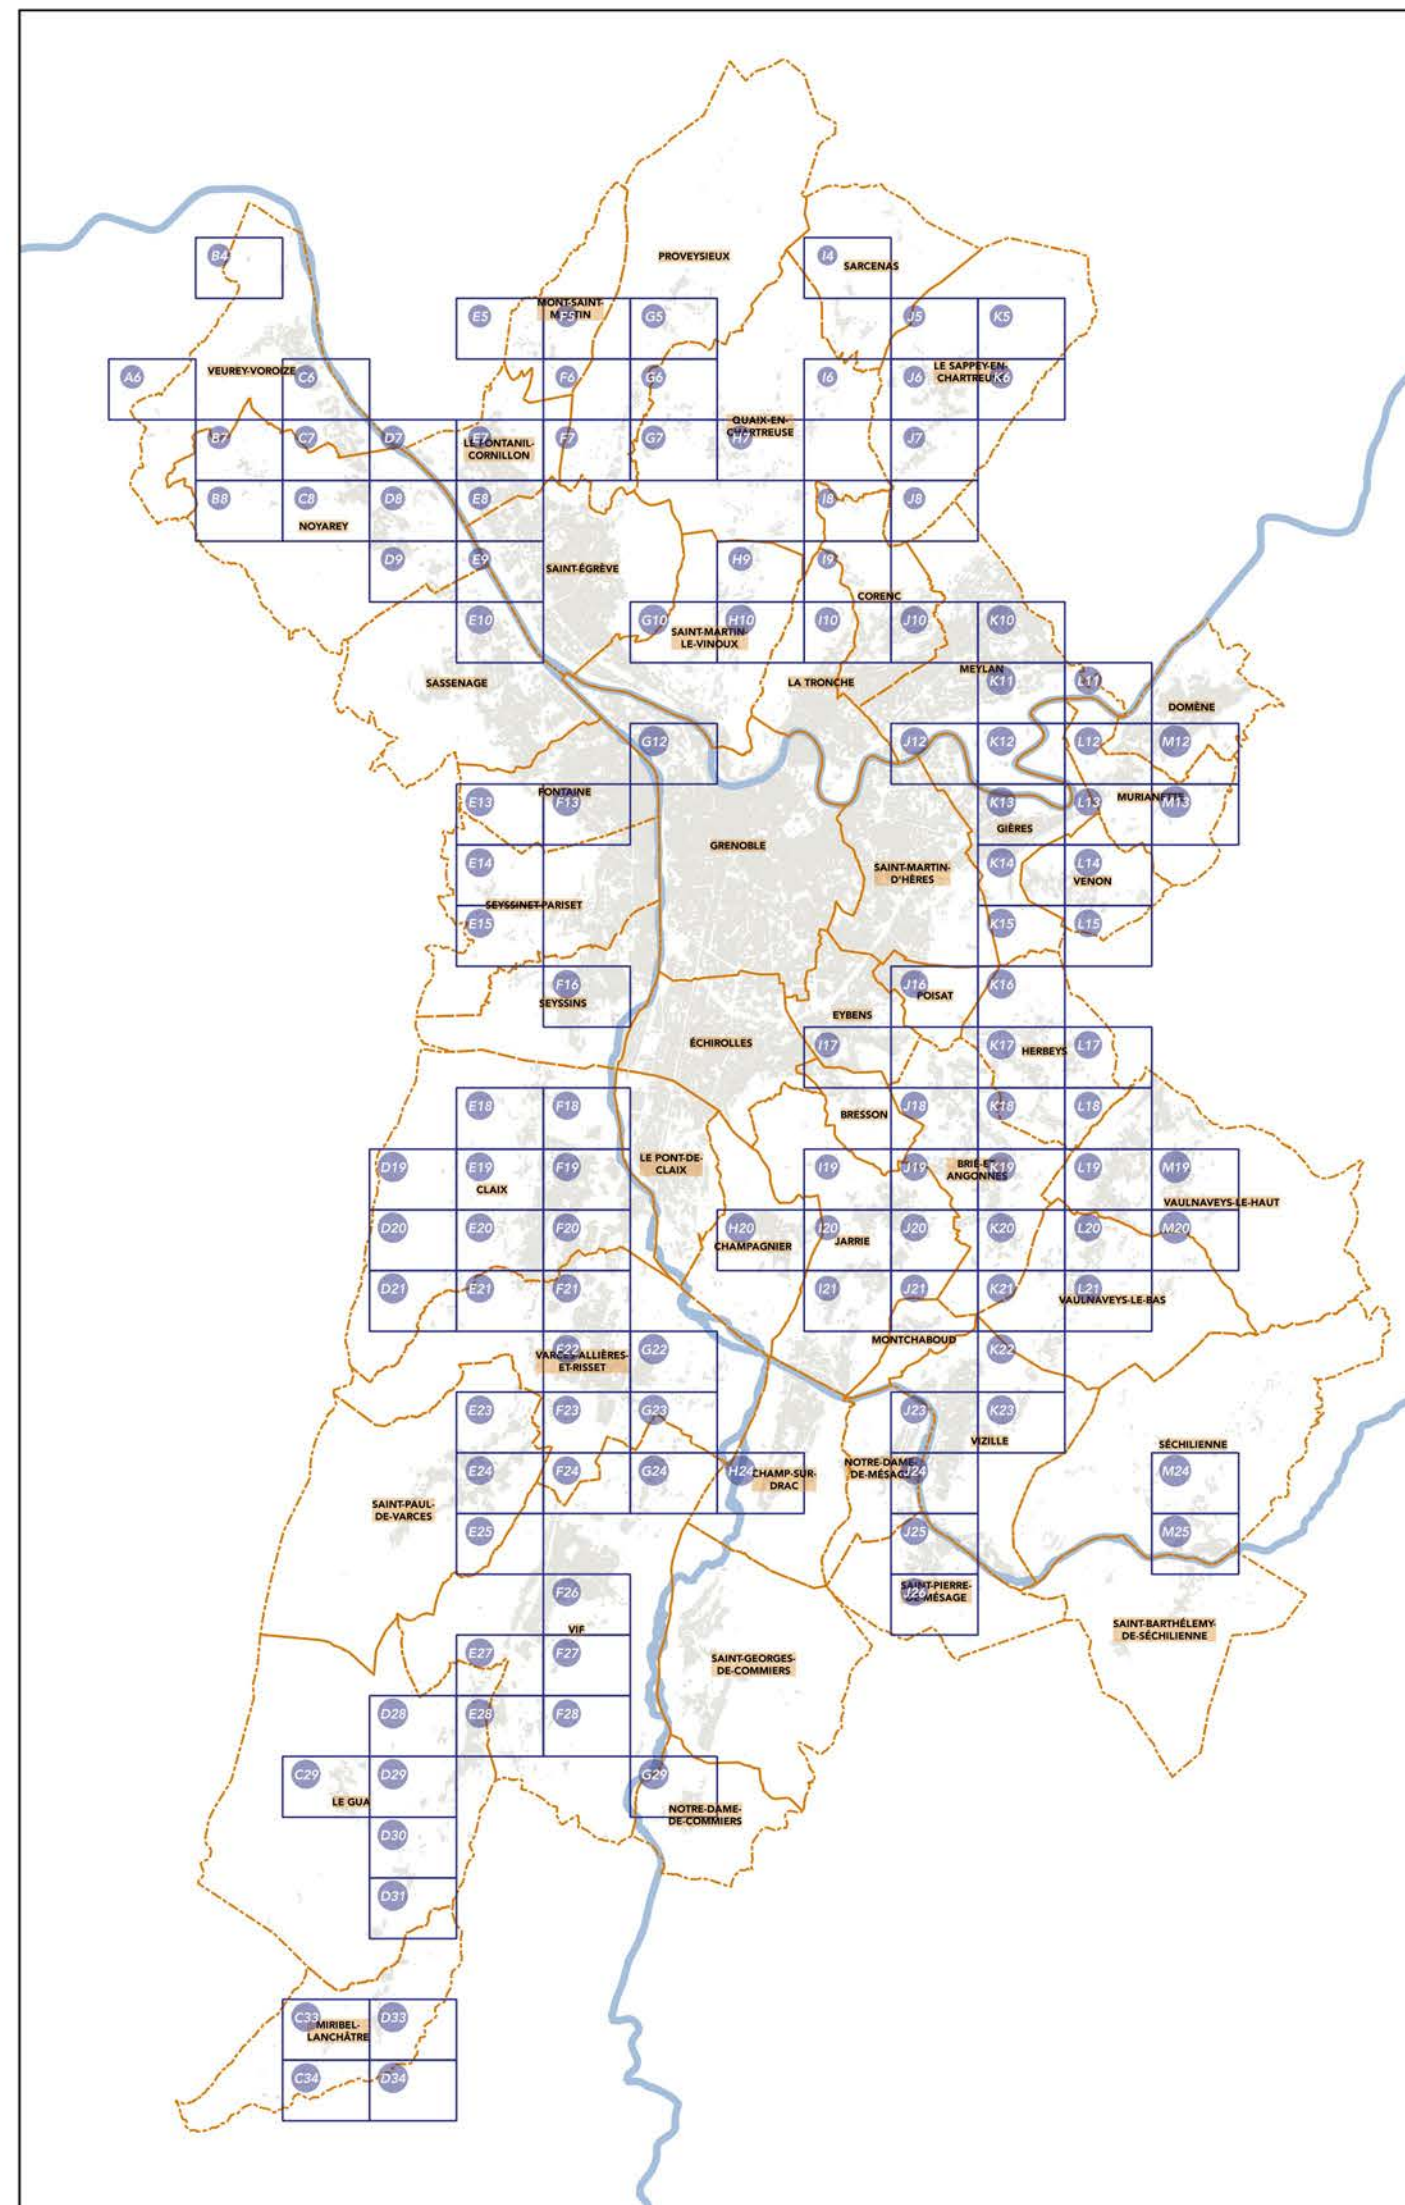 PROVEYSIEUX
B4
I4
SARCENAS
MONT-SAINT-
MARTIN
E5
F5
G5
J5
K5
A6
VEUREY-VOROIZE
C6
F6
G6
I6
J6
LE SAPPEY-EN-
CHARTREUSE
K6
B7
C7
D7
E7
LE FONTANIL-
CORNILLON
F7
G7
QUAIX-EN-
CHARTREUSE
H7
J7
B8
C8
D8
E8
I8
J8
NOYAREY
D9
E9
SAINT-ÉGRÈVE
H9
I9
CORENC
E10
G10
SAINT-MARTIN-
LE-VINOUX
H10
I10
J10
K10
SASSENAGE
LA TRONCHE
MEYLAN
K11
L11
DOMÈNE
G12
J12
K12
L12
M12
E13
FONTAINE
F13
K13
L13
MURIANETTE
M13
GIÈRES
GRENOBLE
E14
SAINT-MARTIN-
D'HÈRES
K14
L14
VENON
SEYSSINET-PARISET
E15
K15
L15
F16
SEYSSINS
J16
POISAT
K16
EYBENS
ÉCHIROLLES
I17
K17
HERBEYS
L17
E18
F18
BRESSON
J18
K18
L18
D19
E19
F19
LE PONT-DE-
CLAIX
I19
J19
BRIE-ET-
ANGONNES
K19
L19
M19
CLAIX
VAULNAVEYS-LE-HAUT
D20
E20
F20
H20
CHAMPAGNIER
I20
JARRIE
J20
K20
L20
M20
D21
E21
F21
I21
J21
K21
L21
VAULNAVEYS-LE-BAS
MONTCHABOUD
F22
VARCES-ALLIÈRES-
ET-RISSET
G22
K22
E23
F23
G23
J23
K23
VIZILLE
SÉCHILIENNE
E24
F24
G24
H24
CHAMP-SUR-
DRAC
NOTRE-DAME-
DE-MÉSAGE
J24
M24
SAINT-PAUL-
DE-VARCES
E25
J25
M25
F26
SAINT-PIERRE-
DE-MÉSAGE
J26
VIF
SAINT-BARTHÉLEMY-
DE-SÉCHILIENNE
E27
F27
SAINT-GEORGES-
DE-COMMIERS
D28
E28
F28
C29
D29
G29
LE GUA
NOTRE-DAME-
DE-COMMIERS
D30
D31
C33
MIRIBEL-
LANCHÂTRE
D33
C34
D34